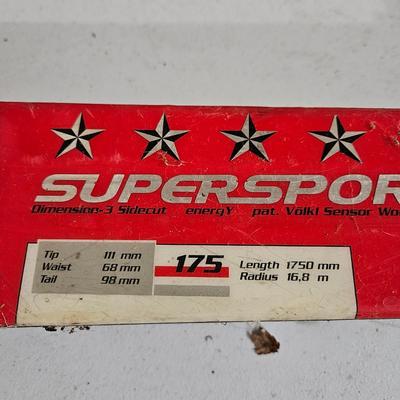 SUPERSPOR
Dimension-3 Sidecut energY pat. Völkl Sensor Wo
Tip 111 mm
Waist 68 mm
Tail 98 mm
175
Length 1750 mm
Radius 16,8 m